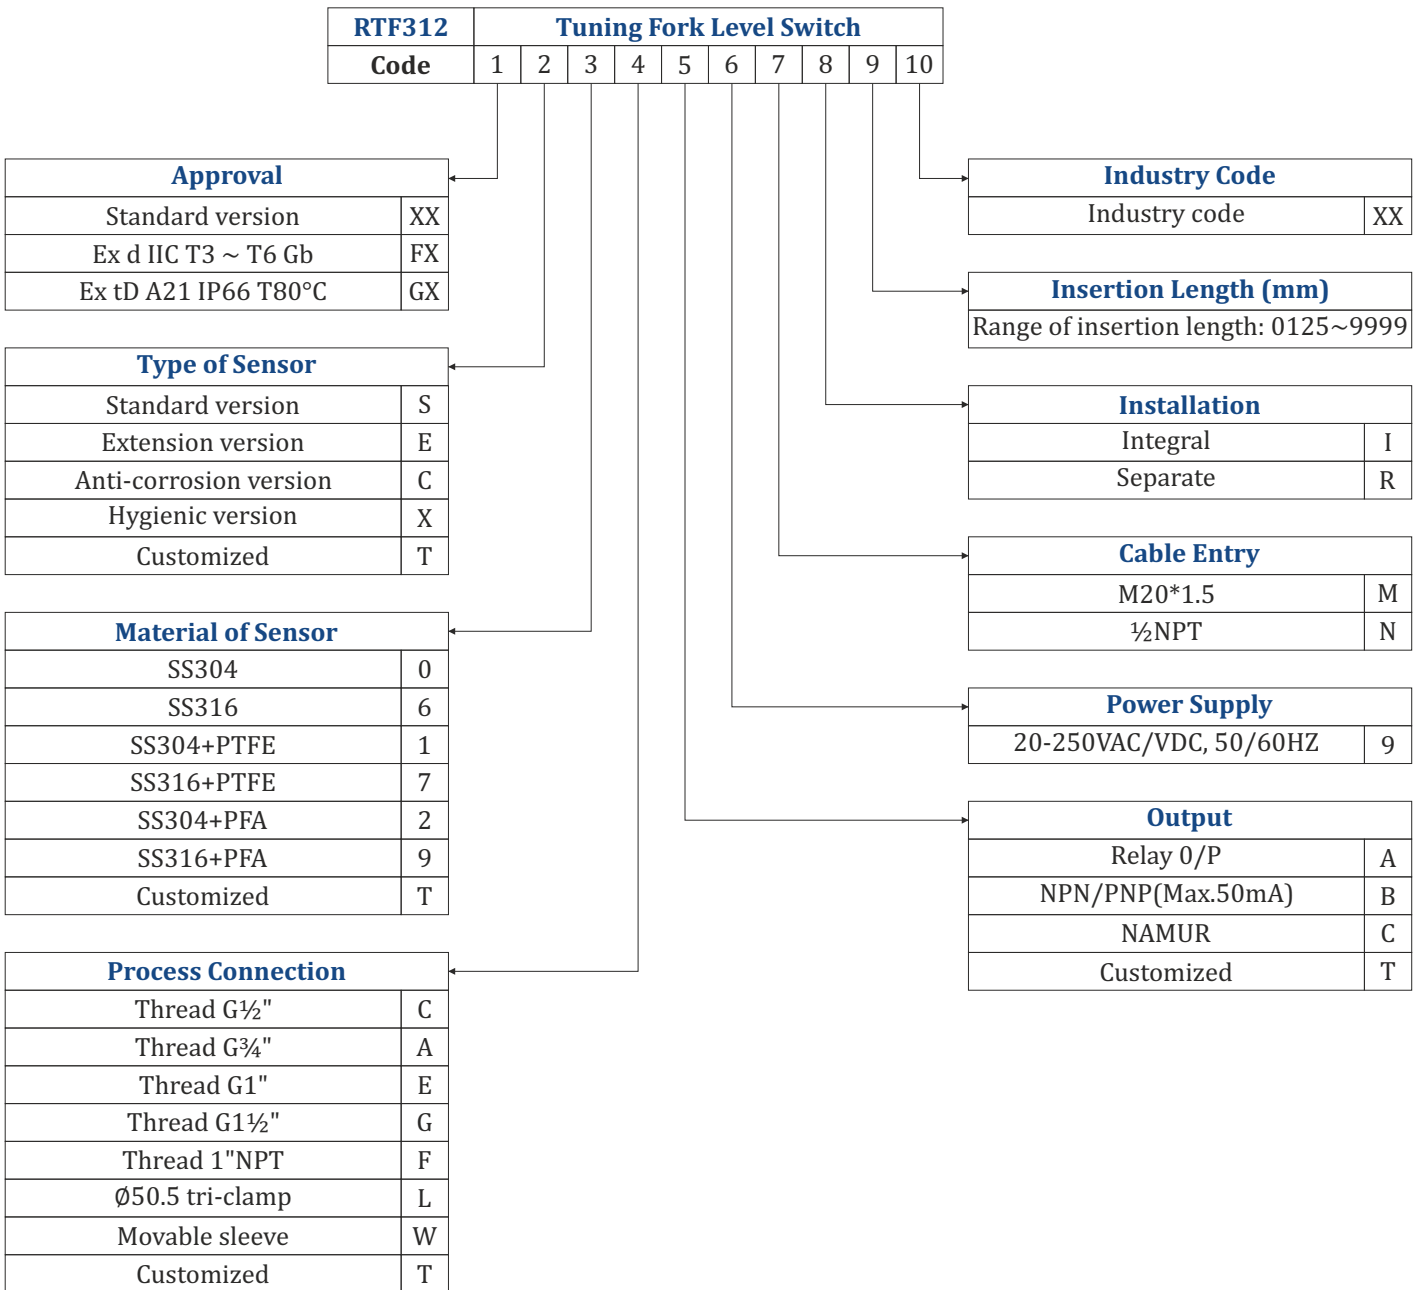 RTF312 Tuning Fork Level Switch
Code 1 2 3 4 5 6 7 8 9 10
Approval
Standard version XX
Ex d IIC T3 ~ T6 Gb FX
Ex tD A21 IP66 T80°C GX
Type of Sensor
Standard version S
Extension version E
Anti-corrosion version C
Hygienic version X
Customized T
Material of Sensor
SS304 0
SS316 6
SS304+PTFE 1
SS316+PTFE 7
SS304+PFA 2
SS316+PFA 9
Customized T
Process Connection
Thread G½" C
Thread G¾" A
Thread G1" E
Thread G1½" G
Thread 1"NPT F
Ø50.5 tri-clamp L
Movable sleeve W
Customized T
Industry Code
Industry code XX
Insertion Length (mm)
Range of insertion length: 0125~9999
Installation
Integral I
Separate R
Cable Entry
M20*1.5 M
½NPT N
Power Supply
20-250VAC/VDC, 50/60HZ 9
Output
Relay 0/P A
NPN/PNP(Max.50mA) B
NAMUR C
Customized T